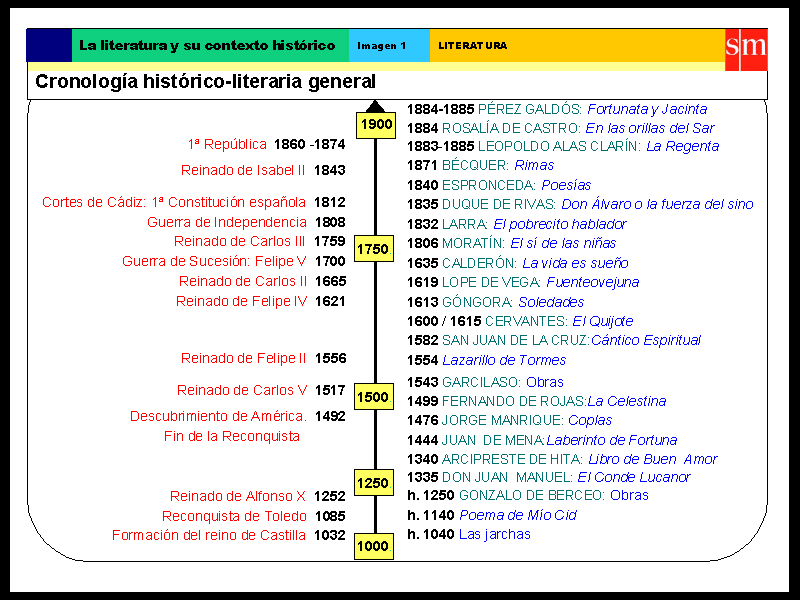 La literatura y su contexto histórico
Imagen 1
LITERATURA
sm
Cronología histórico-literaria general
1ª República 1860 -1874
Reinado de Isabel II 1843
Cortes de Cádiz: 1ª Constitución española 1812
Guerra de Independencia 1808
Reinado de Carlos III 1759
Guerra de Sucesión: Felipe V 1700
Reinado de Carlos II 1665
Reinado de Felipe IV 1621
Reinado de Felipe II 1556
Reinado de Carlos V 1517
Descubrimiento de América. 1492
Fin de la Reconquista
Reinado de Alfonso X 1252
Reconquista de Toledo 1085
Formación del reino de Castilla 1032
1900
1750
1500
1250
1000
1884-1885 PÉREZ GALDÓS: Fortunata y Jacinta
1884 ROSALÍA DE CASTRO: En las orillas del Sar
1883-1885 LEOPOLDO ALAS CLARÍN: La Regenta
1871 BÉCQUER: Rimas
1840 ESPRONCEDA: Poesías
1835 DUQUE DE RIVAS: Don Álvaro o la fuerza del sino
1832 LARRA: El pobrecito hablador
1806 MORATÍN: El sí de las niñas
1635 CALDERÓN: La vida es sueño
1619 LOPE DE VEGA: Fuenteovejuna
1613 GÓNGORA: Soledades
1600 / 1615 CERVANTES: El Quijote
1582 SAN JUAN DE LA CRUZ:Cántico Espiritual
1554 Lazarillo de Tormes
1543 GARCILASO: Obras
1499 FERNANDO DE ROJAS:La Celestina
1476 JORGE MANRIQUE: Coplas
1444 JUAN DE MENA:Laberinto de Fortuna
1340 ARCIPRESTE DE HITA: Libro de Buen Amor
1335 DON JUAN MANUEL: El Conde Lucanor
h. 1250 GONZALO DE BERCEO: Obras
h. 1140 Poema de Mío Cid
h. 1040 Las jarchas